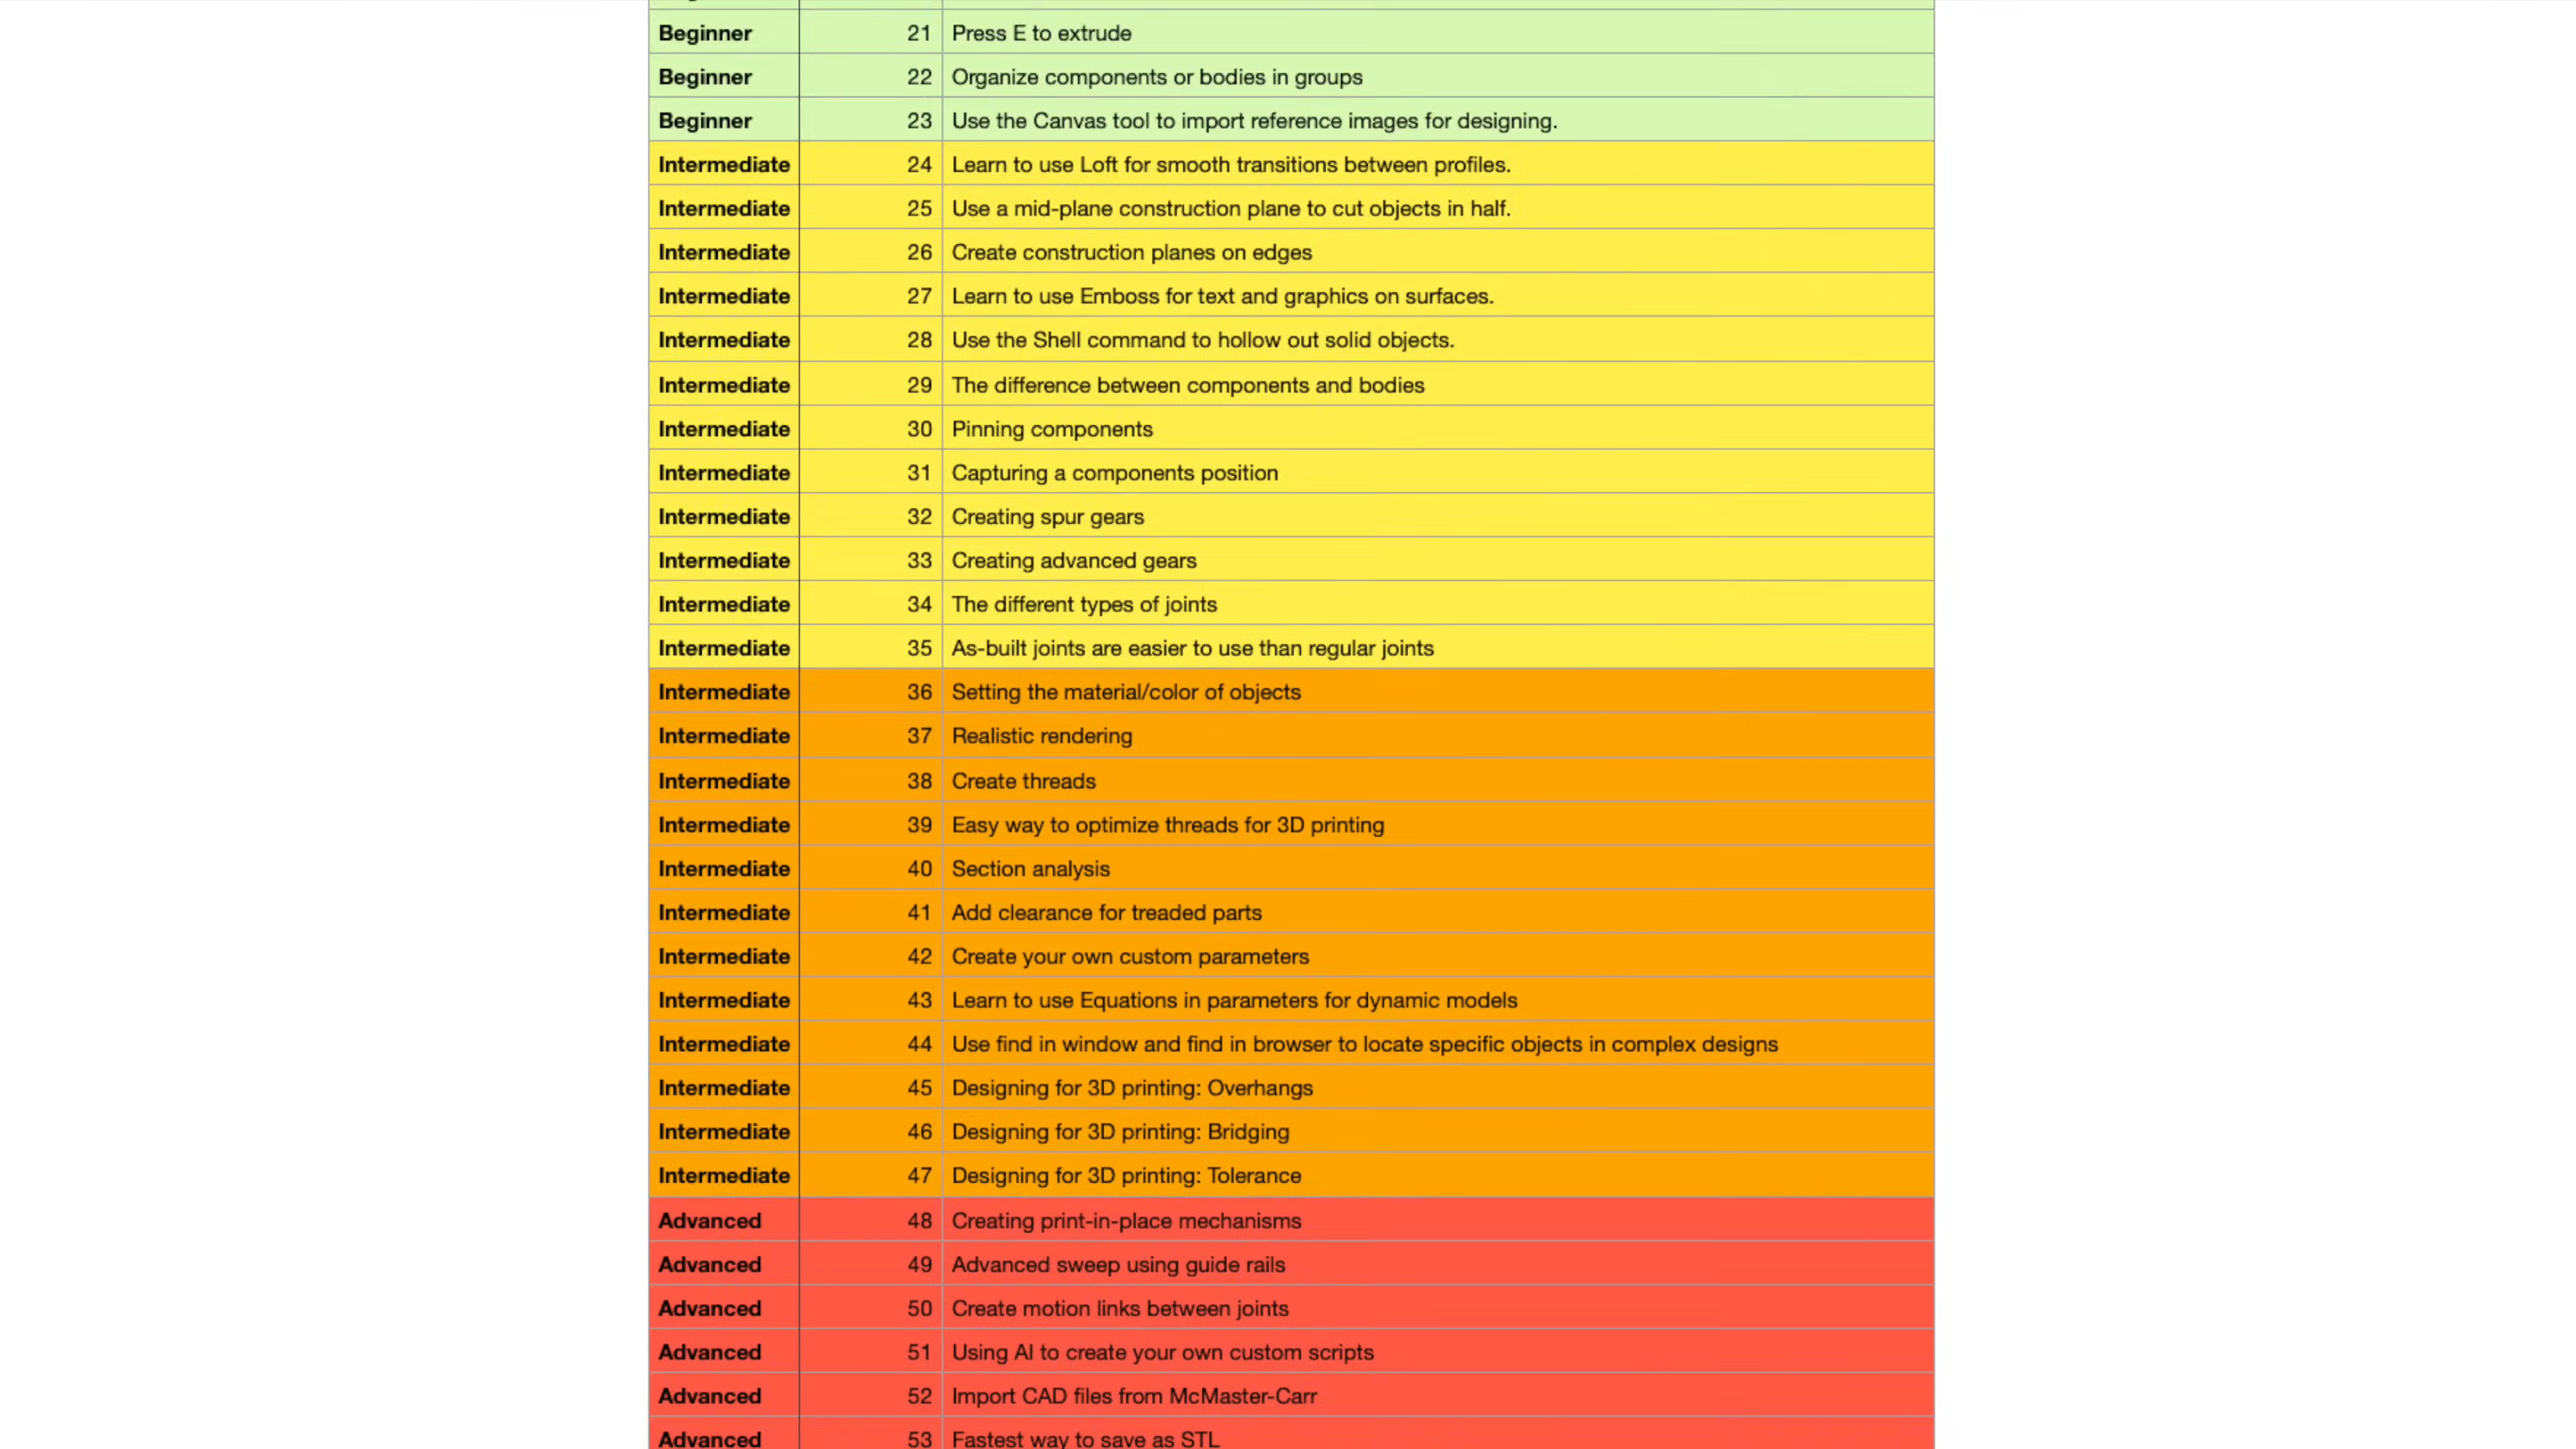 Beginner 21 Press E to extrude
Beginner 22 Organize components or bodies in groups
Beginner 23 Use the Canvas tool to import reference images for designing.
Intermediate 24 Learn to use Loft for smooth transitions between profiles.
Intermediate 25 Use a mid-plane construction plane to cut objects in half.
Intermediate 26 Create construction planes on edges
Intermediate 27 Learn to use Emboss for text and graphics on surfaces.
Intermediate 28 Use the Shell command to hollow out solid objects.
Intermediate 29 The difference between components and bodies
Intermediate 30 Pinning components
Intermediate 31 Capturing a components position
Intermediate 32 Creating spur gears
Intermediate 33 Creating advanced gears
Intermediate 34 The different types of joints
Intermediate 35 As-built joints are easier to use than regular joints
Intermediate 36 Setting the material/color of objects
Intermediate 37 Realistic rendering
Intermediate 38 Create threads
Intermediate 39 Easy way to optimize threads for 3D printing
Intermediate 40 Section analysis
Intermediate 41 Add clearance for treaded parts
Intermediate 42 Create your own custom parameters
Intermediate 43 Learn to use Equations in parameters for dynamic models
Intermediate 44 Use find in window and find in browser to locate specific objects in complex designs
Intermediate 45 Designing for 3D printing: Overhangs
Intermediate 46 Designing for 3D printing: Bridging
Intermediate 47 Designing for 3D printing: Tolerance
Advanced 48 Creating print-in-place mechanisms
Advanced 49 Advanced sweep using guide rails
Advanced 50 Create motion links between joints
Advanced 51 Using AI to create your own custom scripts
Advanced 52 Import CAD files from McMaster-Carr
Advanced 53 Fastest way to save as STL